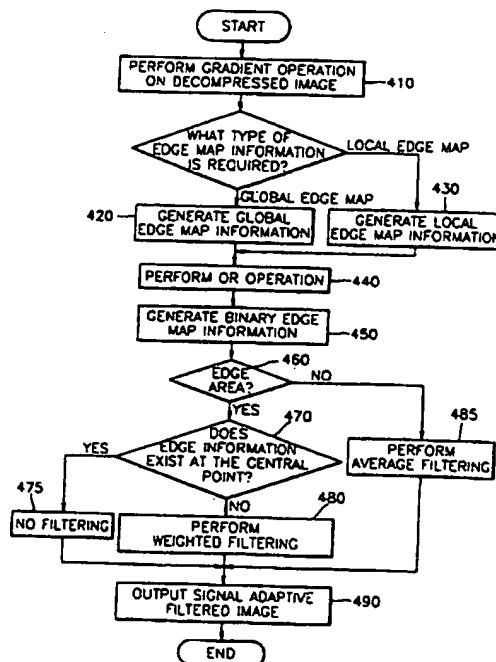 START
PERFORM GRADIENT OPERATION
ON DECOMPRESSED IMAGE
410
WHAT TYPE OF
EDGE MAP INFORMATION
IS REQUIRED?
LOCAL EDGE MAP
GLOBAL EDGE MAP
420
GENERATE GLOBAL
EDGE MAP INFORMATION
430
GENERATE LOCAL
EDGE MAP INFORMATION
PERFORM OR OPERATION
440
GENERATE BINARY EDGE
MAP INFORMATION
450
460
EDGE
AREA?
NO
YES
470
DOES
EDGE INFORMATION
EXIST AT THE CENTRAL
POINT?
YES
NO
485
PERFORM
AVERAGE FILTERING
475
NO FILTERING
480
PERFORM
WEIGHTED FILTERING
OUTPUT SIGNAL ADAPTIVE
FILTERED IMAGE
490
END